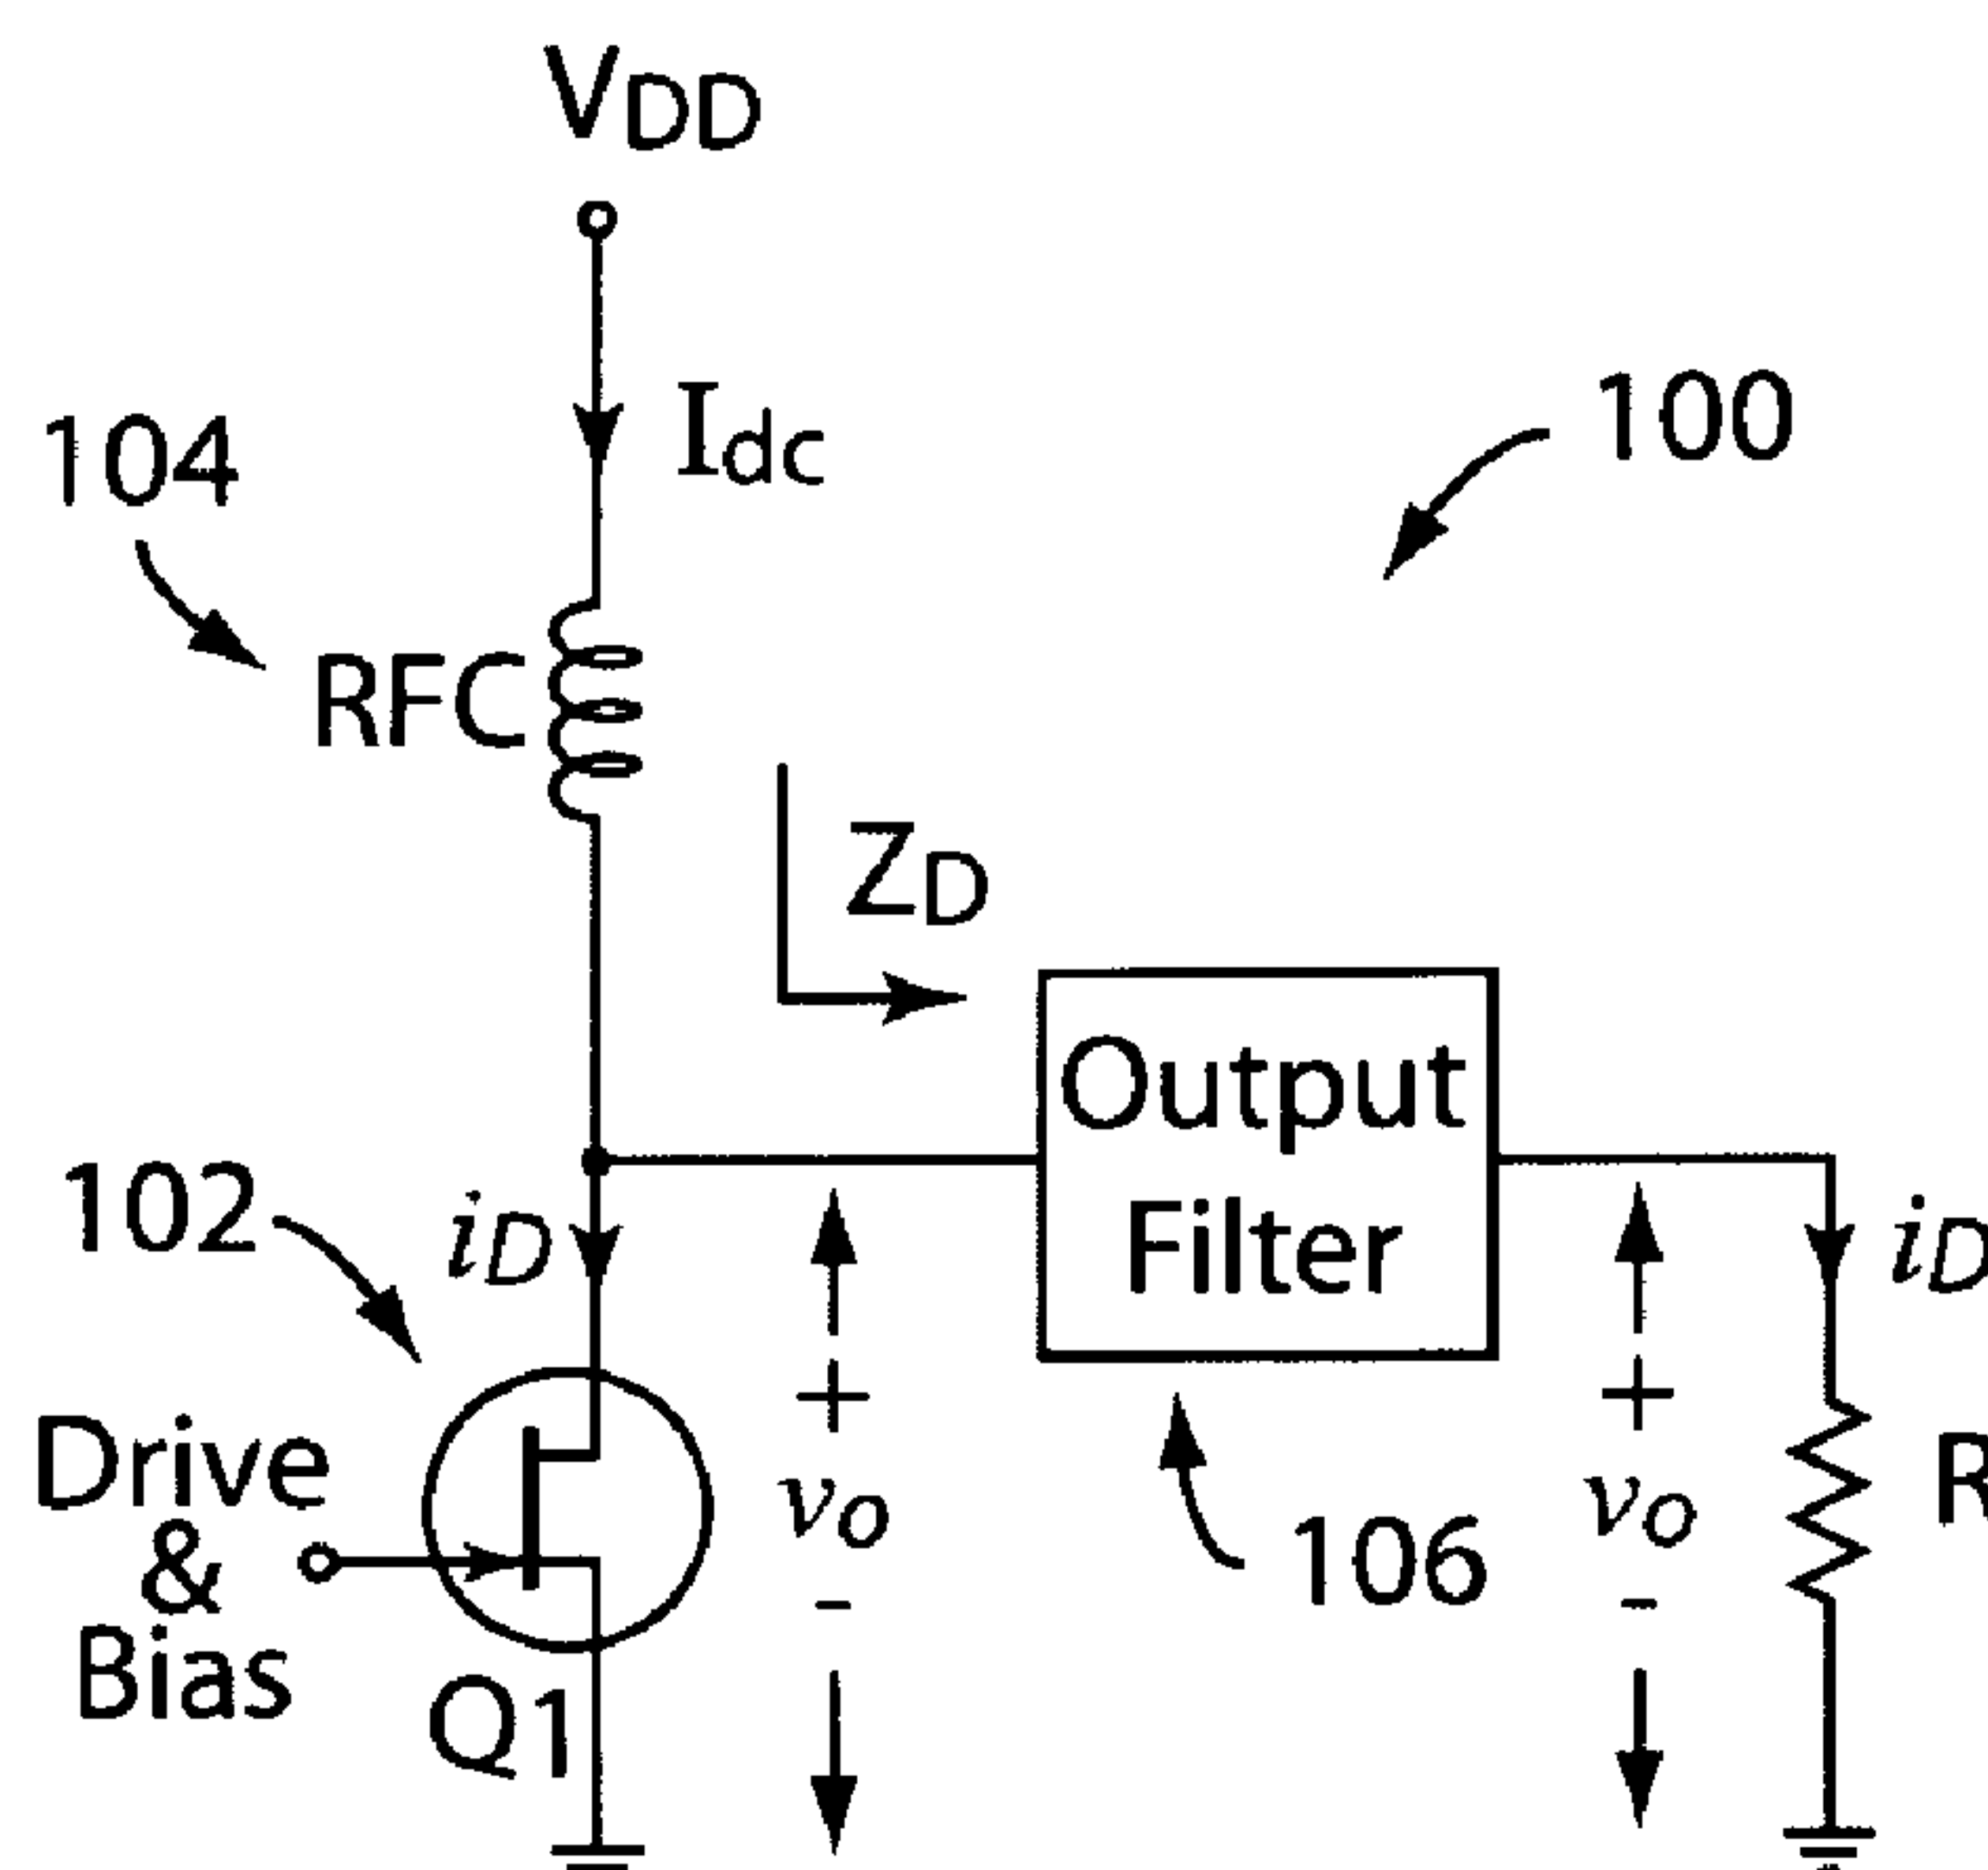 VDD
Idc
104
100
RFC
ZD
Output
Filter
102
iD
iD
Drive
&
Bias
+
vO
-
+
vO
-
R
106
Q1